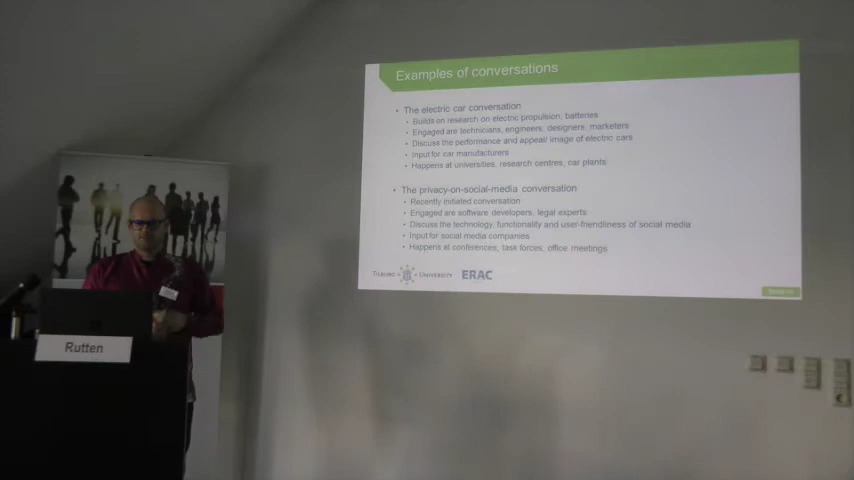 Examples of conversations
• The electric car conversation
• Builds on research on electric propulsion, batteries
• Engaged are technicians, engineers, designers, marketers
• Discuss the performance and appeal/ image of electric cars
• Input for car manufacturers
• Happens at universities, research centres, car plants
• The privacy-on-social-media conversation
• Recently initiated conversation
• Engaged are software developers, legal experts
• Discuss the technology, functionality and user-friendliness of social media
• Input for social media companies
• Happens at conferences, task forces, office meetings
TILBURG UNIVERSITY ERAC
Rutten